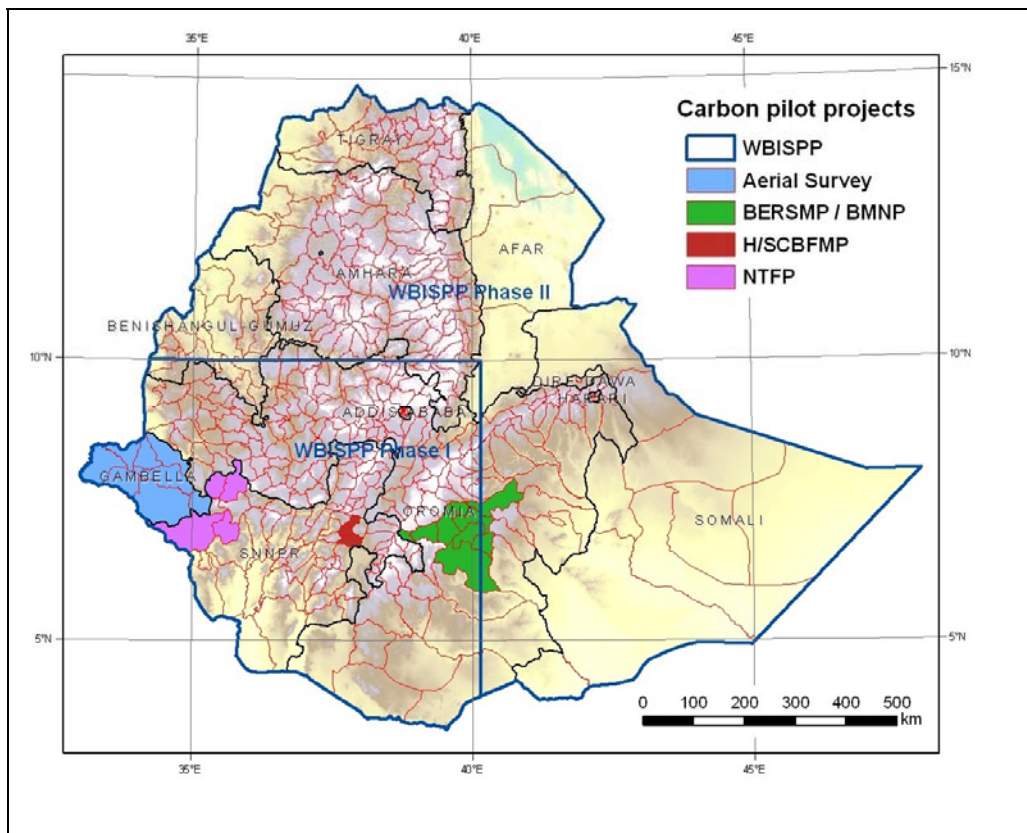 35°E
40°E
45°E
15°N
Carbon pilot projects
WBISPP
Aerial Survey
BERSMP / BMNP
H/SCBFMP
NTFP
TIGRAY
AFAR
AMHARA
WBISPP Phase II
BENISHANGUL-GUMUZ
10°N
10°N
DIRE DAWA
HARARI
ADDIS ABABA
WBISPP Phase I
GAMBELLA
OROMIA
SOMALI
SNNPR
5°N
5°N
0 100 200 300 400 500
km
35°E
40°E
45°E